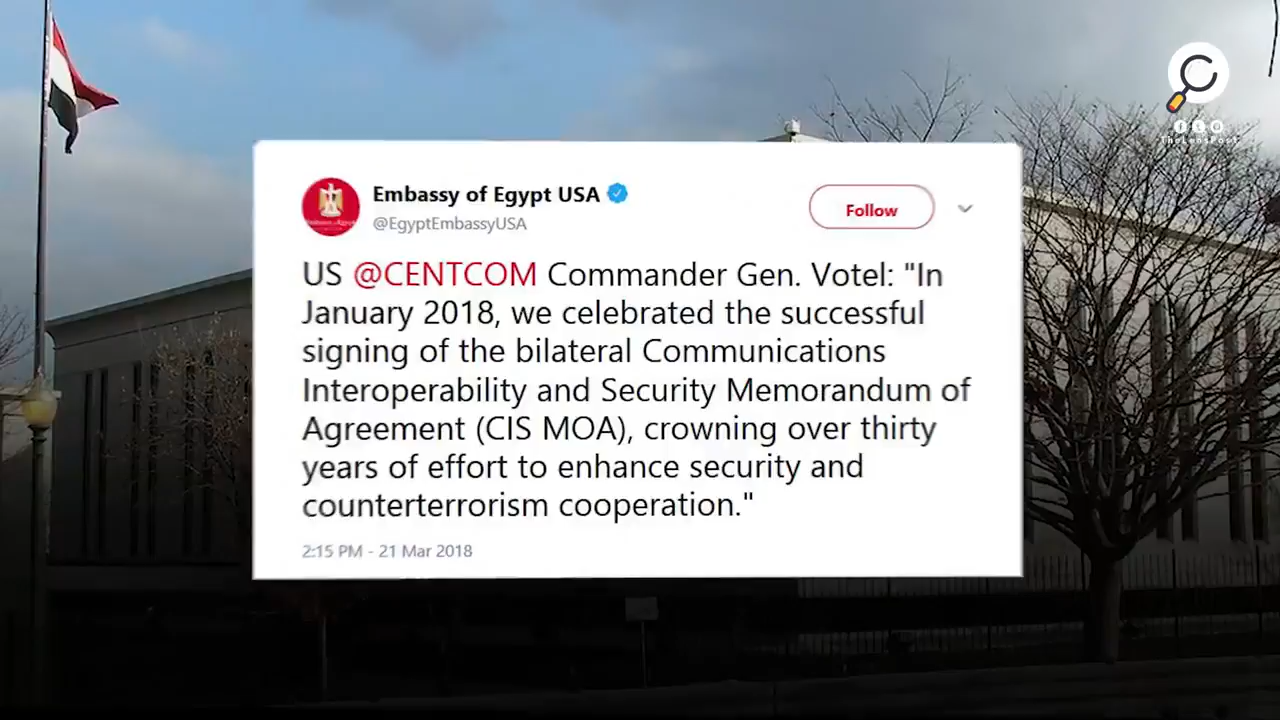 TheLensPost
Embassy of Egypt USA
@EgyptEmbassyUSA
Follow
US @CENTCOM Commander Gen. Votel: "In
January 2018, we celebrated the successful
signing of the bilateral Communications
Interoperability and Security Memorandum of
Agreement (CIS MOA), crowning over thirty
years of effort to enhance security and
counterterrorism cooperation."
2:15 PM - 21 Mar 2018